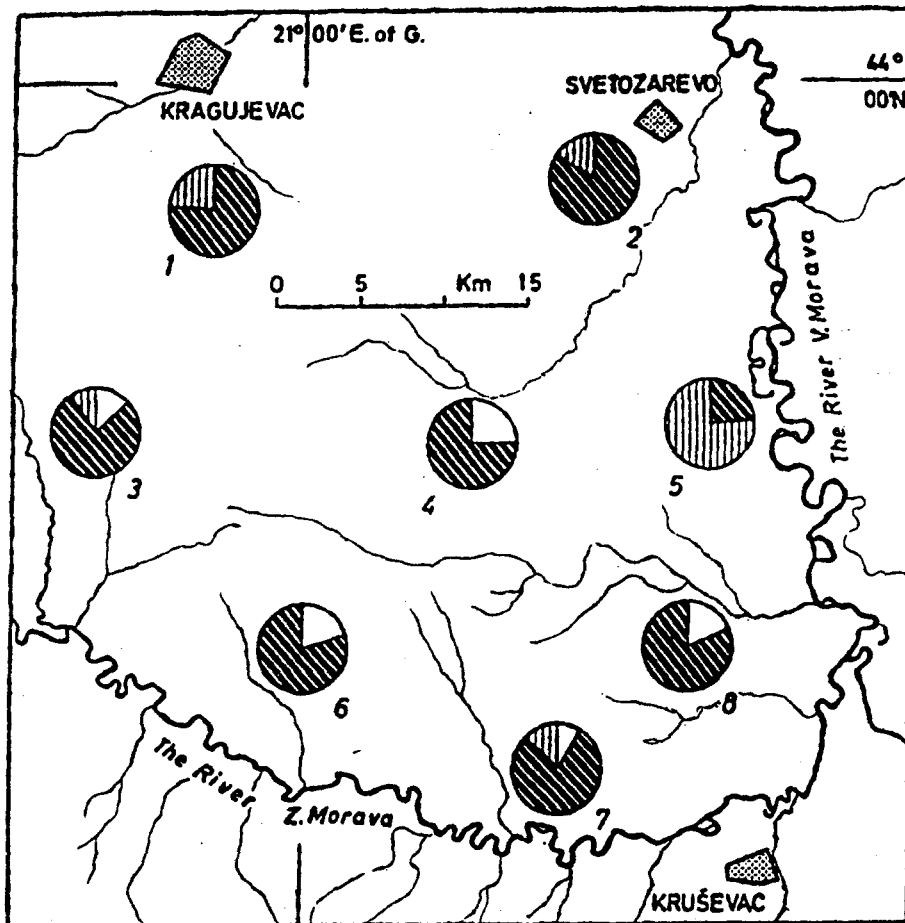 21° 00' E. of G.
44°
00'N
KRAGUJEVAC
SVETOZAREVO
1
2
0 5 Km 15
The River V. Morava
3
4
5
6
8
7
The River
Z. Morava
KRUŠEVAC